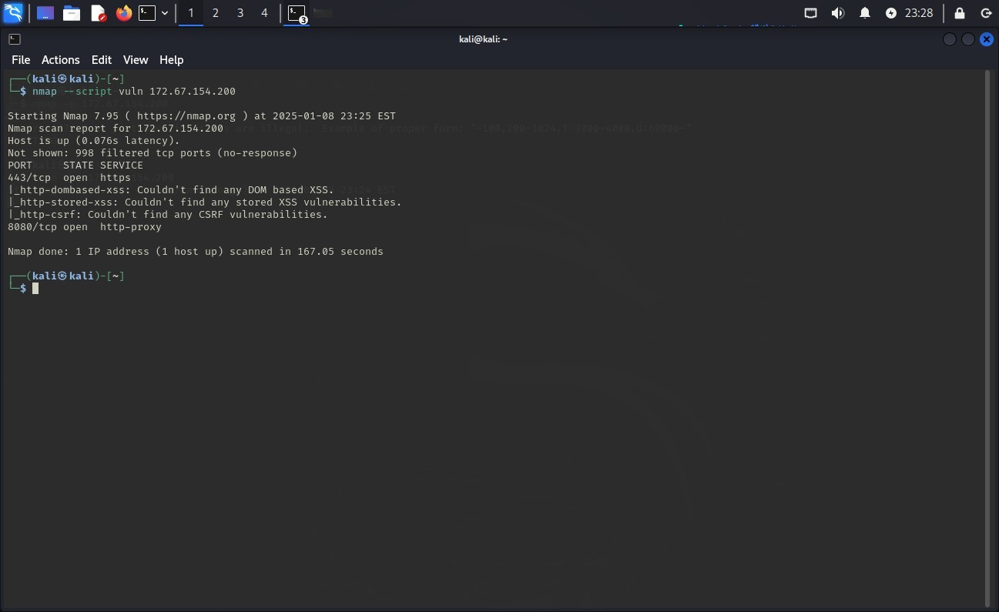 1 2 3 4 3 23:28
kali@kali: ~
File Actions Edit View Help
┌──(kali㉿kali)-[~]
└─$ nmap --script vuln 172.67.154.200
Starting Nmap 7.95 ( https://nmap.org ) at 2025-01-08 23:25 EST
Nmap scan report for 172.67.154.200
Host is up (0.076s latency).
Not shown: 998 filtered tcp ports (no-response)
PORT     STATE SERVICE
443/tcp  open  https
|_http-dombased-xss: Couldn't find any DOM based XSS.
|_http-stored-xss: Couldn't find any stored XSS vulnerabilities.
|_http-csrf: Couldn't find any CSRF vulnerabilities.
8080/tcp open  http-proxy
Nmap done: 1 IP address (1 host up) scanned in 167.05 seconds
┌──(kali㉿kali)-[~]
└─$